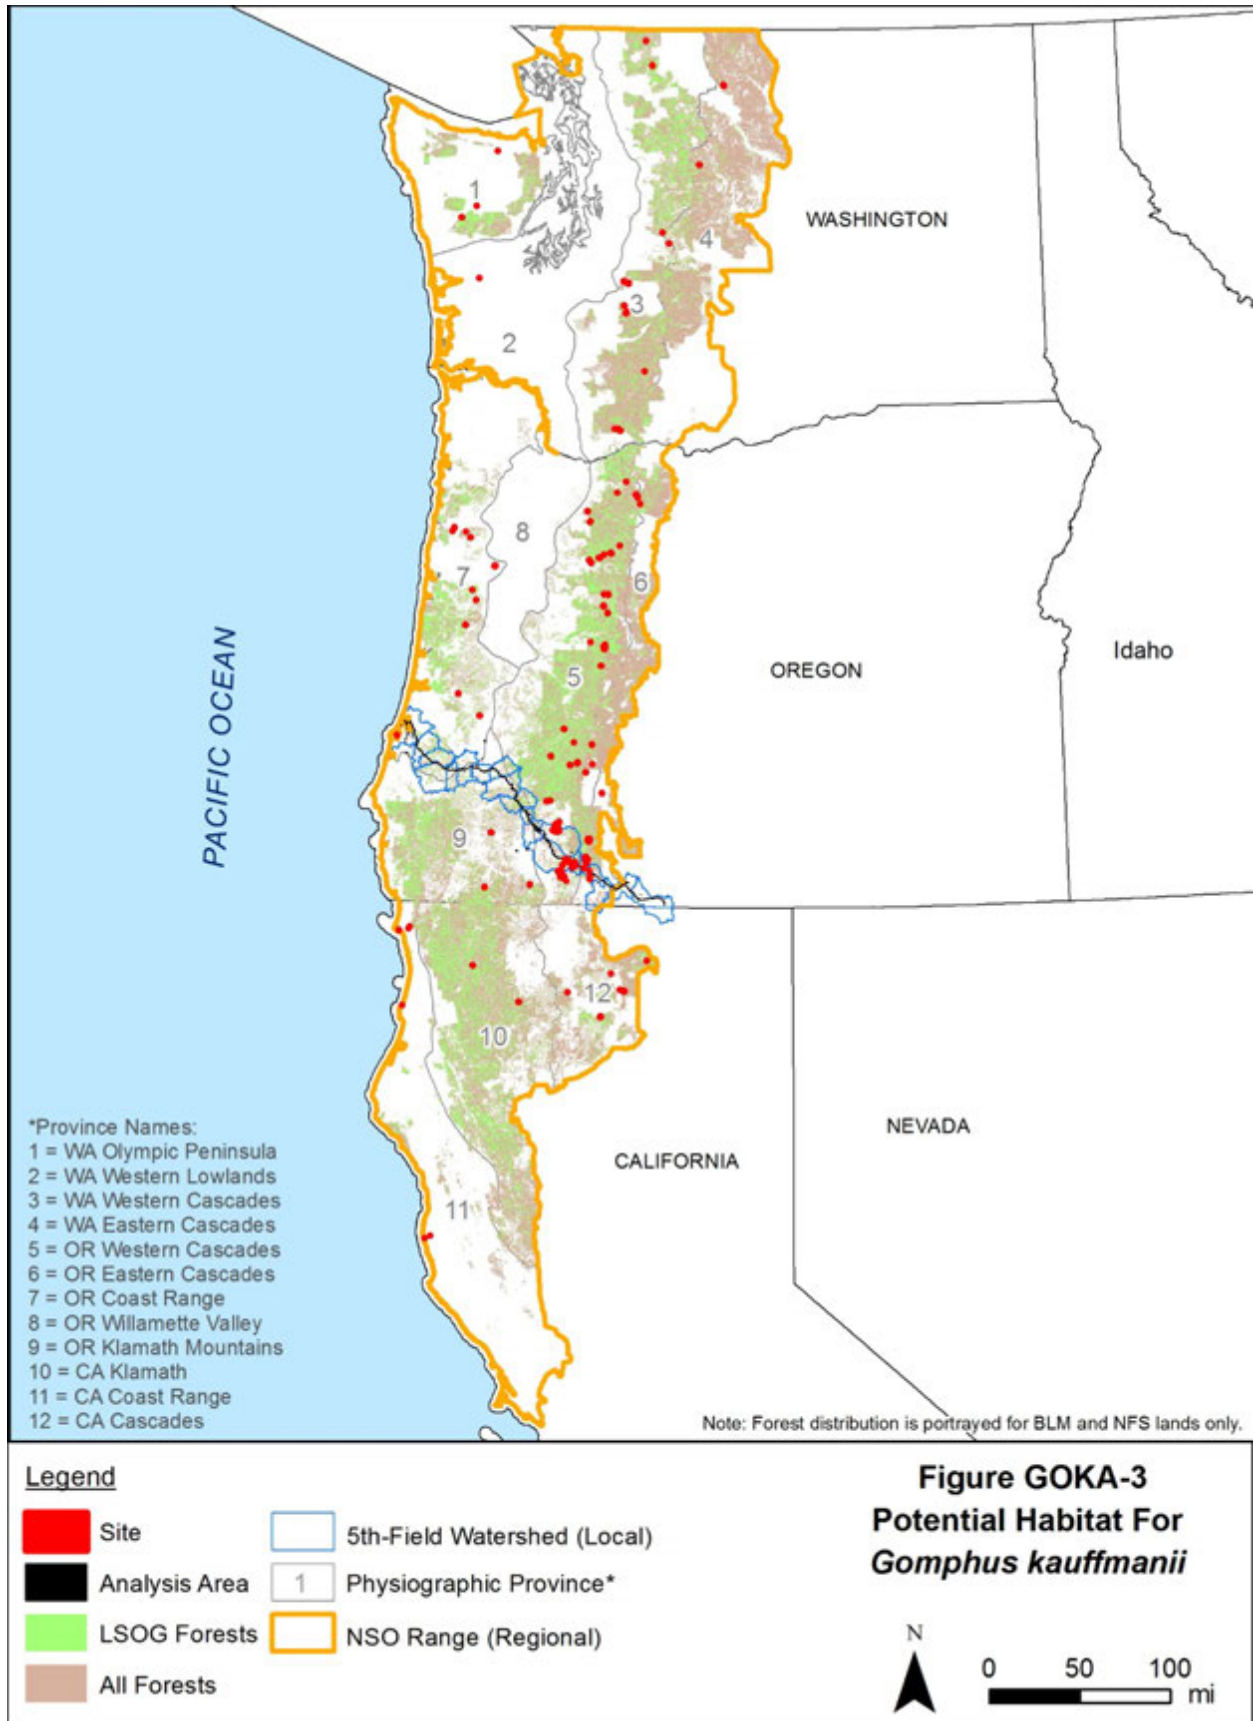 WASHINGTON
1
4
3
2
8
7
6
PACIFIC OCEAN
OREGON
Idaho
5
9
12
10
NEVADA
CALIFORNIA
11
*Province Names:
1 = WA Olympic Peninsula
2 = WA Western Lowlands
3 = WA Western Cascades
4 = WA Eastern Cascades
5 = OR Western Cascades
6 = OR Eastern Cascades
7 = OR Coast Range
8 = OR Willamette Valley
9 = OR Klamath Mountains
10 = CA Klamath
11 = CA Coast Range
12 = CA Cascades
Note: Forest distribution is portrayed for BLM and NFS lands only.
Legend
Site
Analysis Area
LSOG Forests
All Forests
5th-Field Watershed (Local)
1 Physiographic Province*
NSO Range (Regional)
Figure GOKA-3
Potential Habitat For
Gomphus kauffmanii
N
0 50 100
mi